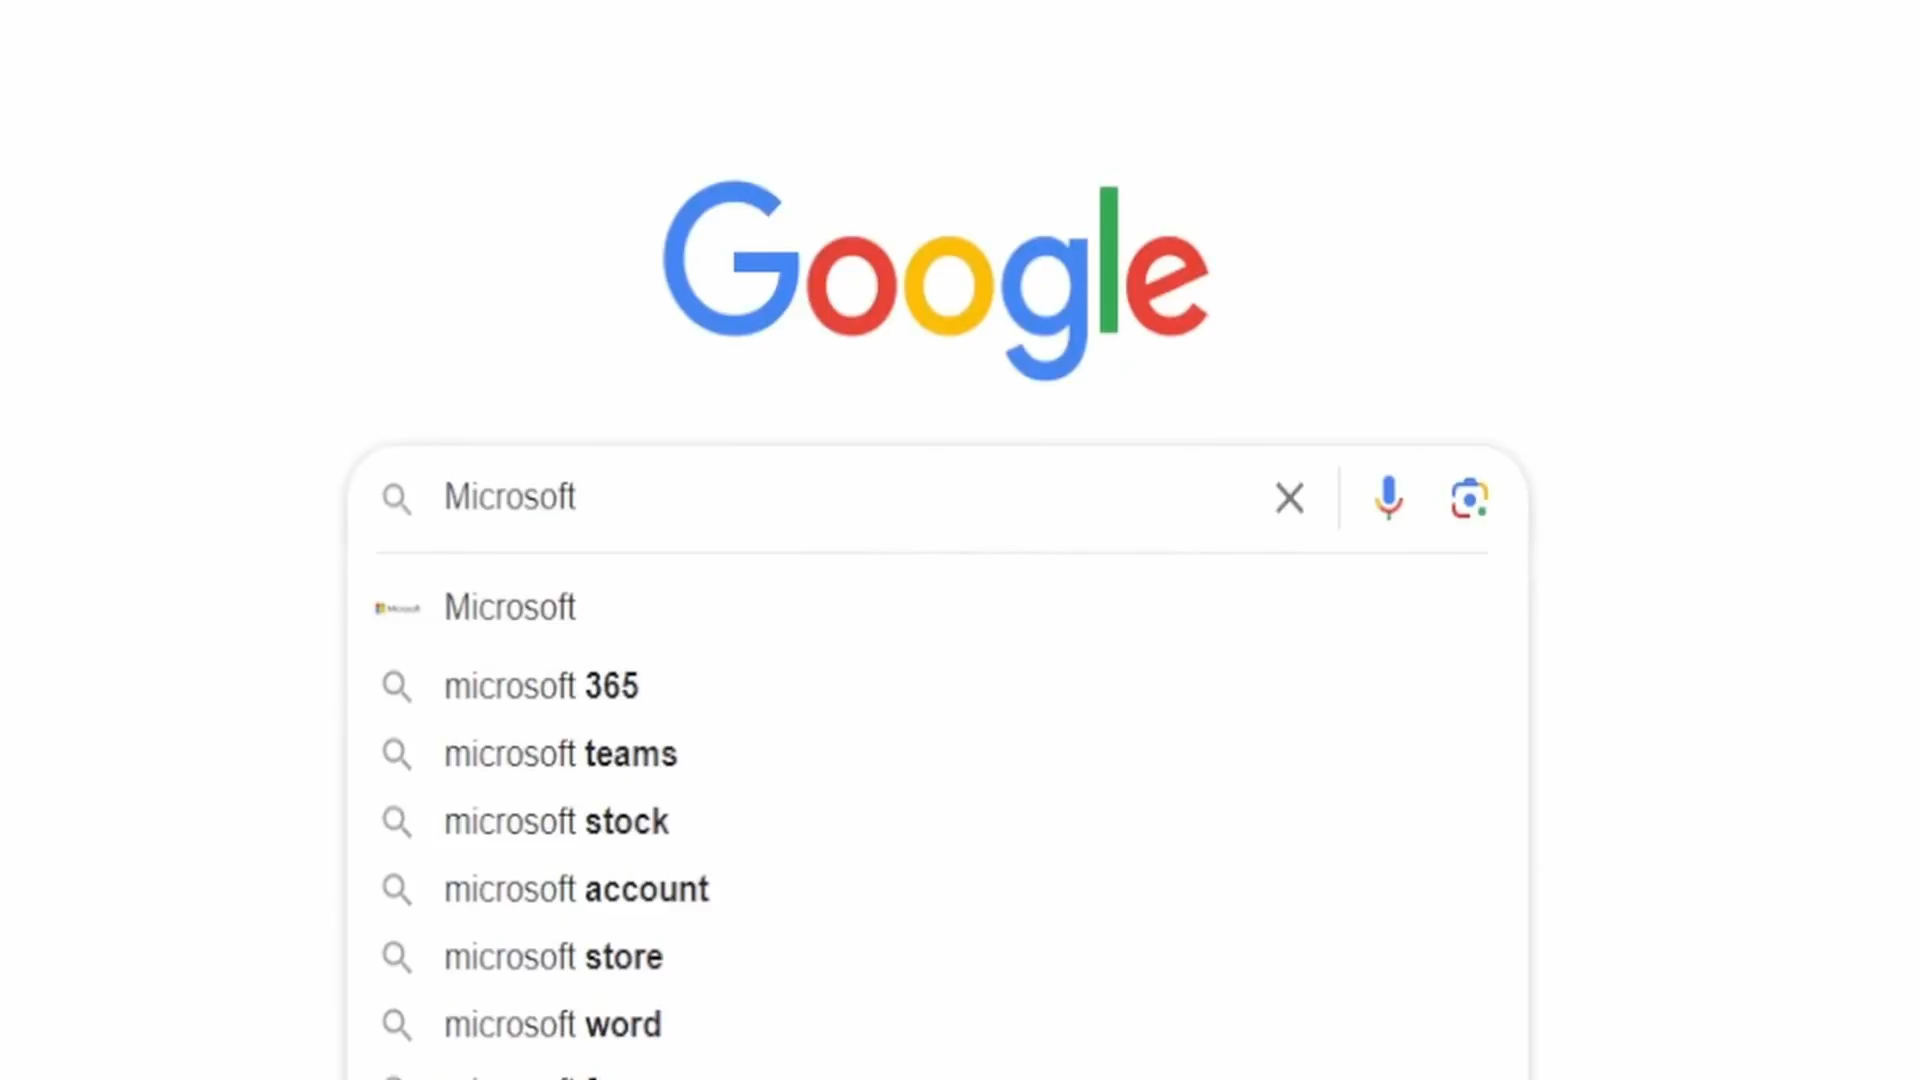 Google
Microsoft
Microsoft
microsoft 365
microsoft teams
microsoft stock
microsoft account
microsoft store
microsoft word